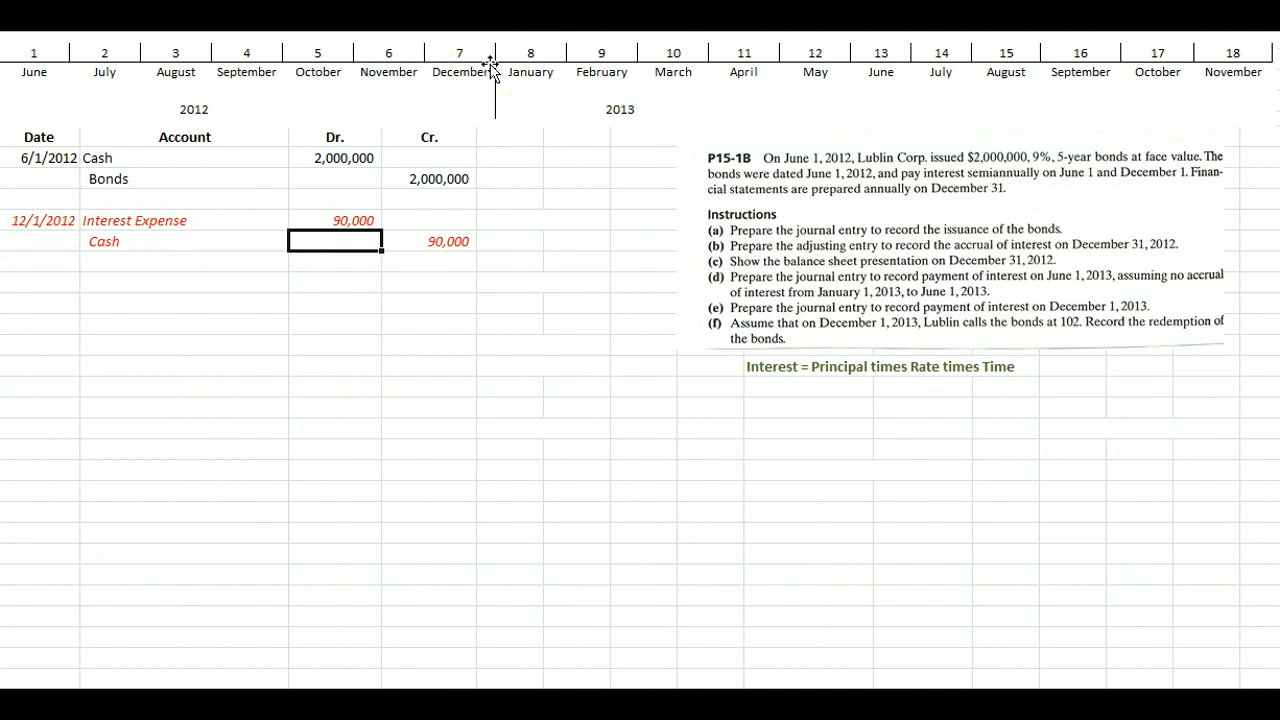 1 2 3 4 5 6 7 8 9 10 11 12 13 14 15 16 17 18
June July August September October November December January February March April May June July August September October November
2012 2013
Date Account Dr. Cr.
6/1/2012 Cash 2,000,000
Bonds 2,000,000
12/1/2012 Interest Expense 90,000
Cash 90,000
P15-1B On June 1, 2012, Lublin Corp. issued $2,000,000, 9%, 5-year bonds at face value. The
bonds were dated June 1, 2012, and pay interest semiannually on June 1 and December 1. Finan-
cial statements are prepared annually on December 31.
Instructions
(a) Prepare the journal entry to record the issuance of the bonds.
(b) Prepare the adjusting entry to record the accrual of interest on December 31, 2012.
(c) Show the balance sheet presentation on December 31, 2012.
(d) Prepare the journal entry to record payment of interest on June 1, 2013, assuming no accrual
of interest from January 1, 2013, to June 1, 2013.
(e) Prepare the journal entry to record payment of interest on December 1, 2013.
(f) Assume that on December 1, 2013, Lublin calls the bonds at 102. Record the redemption of
the bonds.
Interest = Principal times Rate times Time